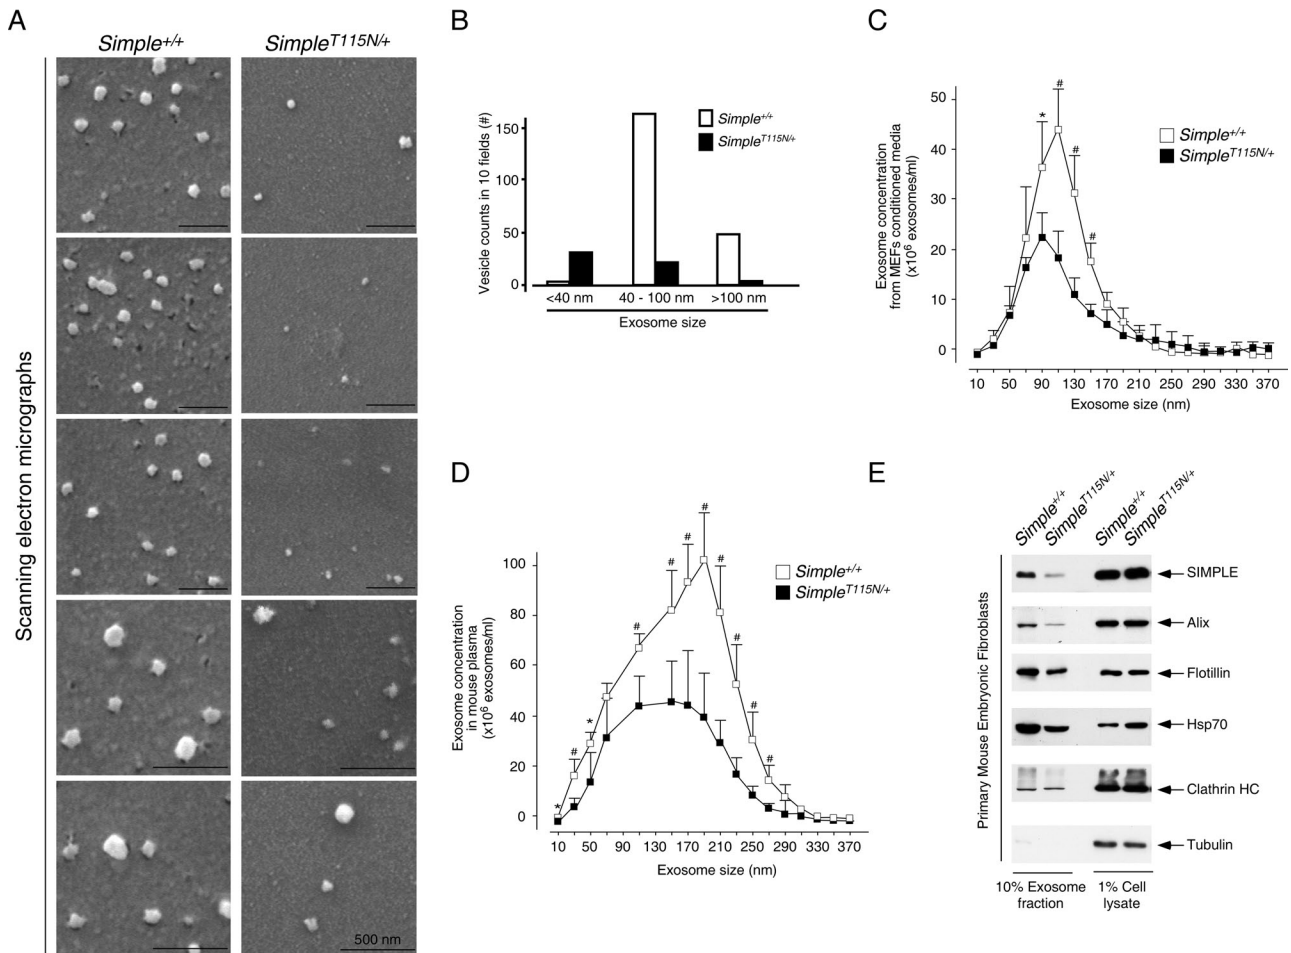 A
Simple+/+
SimpleT115N/+
Scanning electron micrographs
500 nm
B
Vesicle counts in 10 fields (#)
150
100
50
0
Simple+/+
SimpleT115N/+
<40 nm
40 - 100 nm
>100 nm
Exosome size
C
Exosome concentration
from MEFs conditioned media
(x10⁶ exosomes/ml)
50
40
30
20
10
0
*
#
#
#
Simple+/+
SimpleT115N/+
10 50 90 130 170 210 250 290 330 370
Exosome size (nm)
D
Exosome concentration
in mouse plasma
(x10⁶ exosomes/ml)
100
80
60
40
20
0
*
#
*
#
#
#
#
#
#
#
#
Simple+/+
SimpleT115N/+
10 50 90 130 170 210 250 290 330 370
Exosome size (nm)
E
Simple+/+
SimpleT115N/+
Simple+/+
SimpleT115N/+
Primary Mouse Embryonic Fibroblasts
SIMPLE
Alix
Flotillin
Hsp70
Clathrin HC
Tubulin
10% Exosome
fraction
1% Cell
lysate